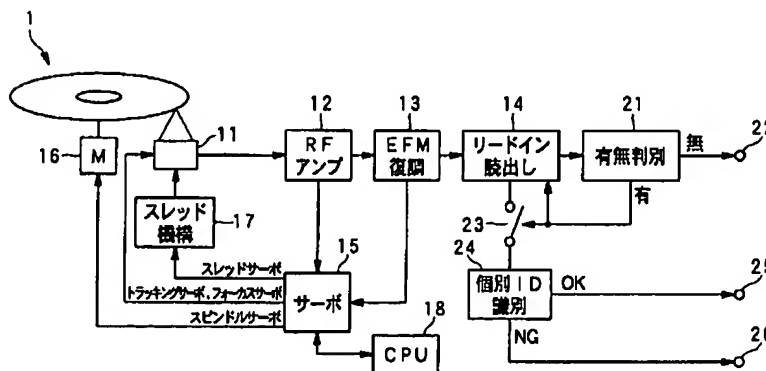 1
12
13
14
21
22
16
M
11
RF
アンプ
EFM
復調
リードイン
読出し
有無判別
無
有
スレッド
機構
17
23
24
15
スレッドサーボ
トラッキングサーボ,フォーカスサーボ
スピンドルサーボ
サーボ
個別ID
識別
OK
25
NG
26
18
CPU